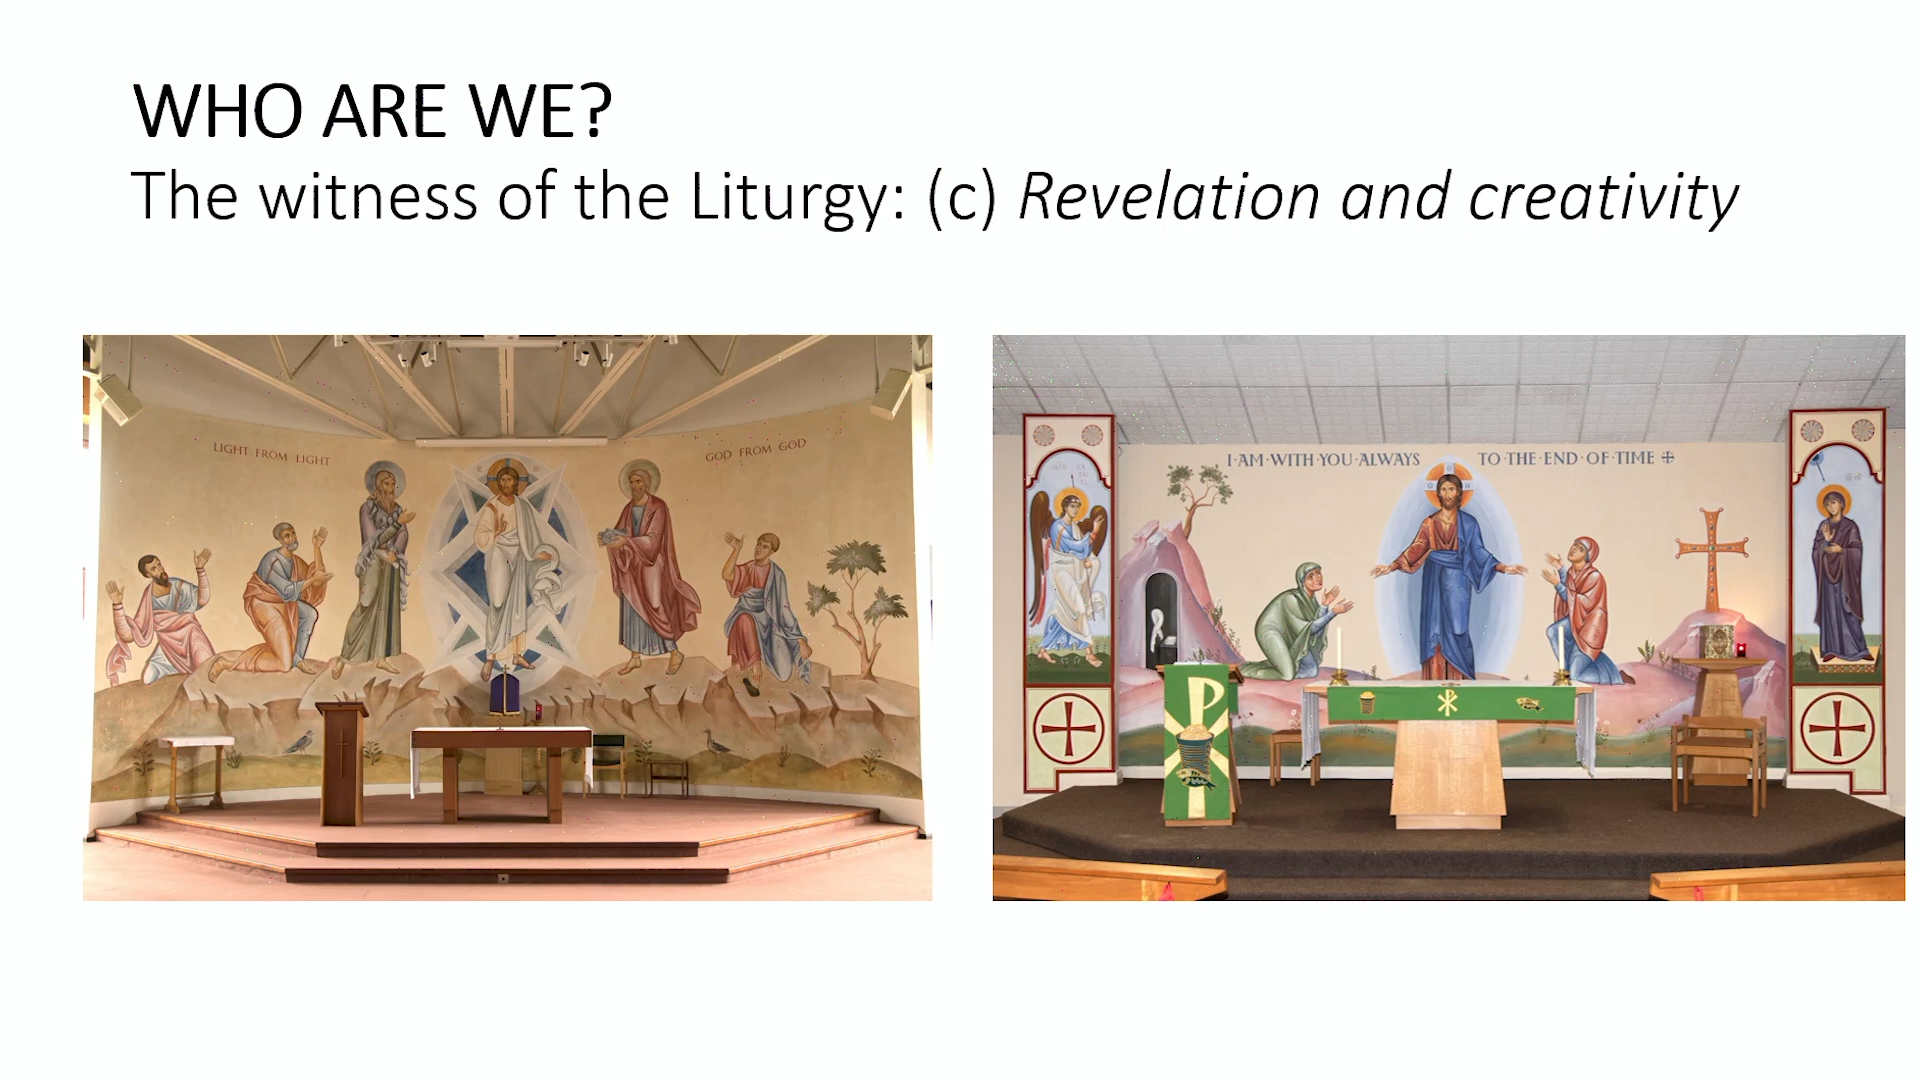 WHO ARE WE?
The witness of the Liturgy: (c) Revelation and creativity
LIGHT FROM LIGHT
GOD FROM GOD
I·AM·WITH·YOU·ALWAYS
TO·THE·END·OF·TIME